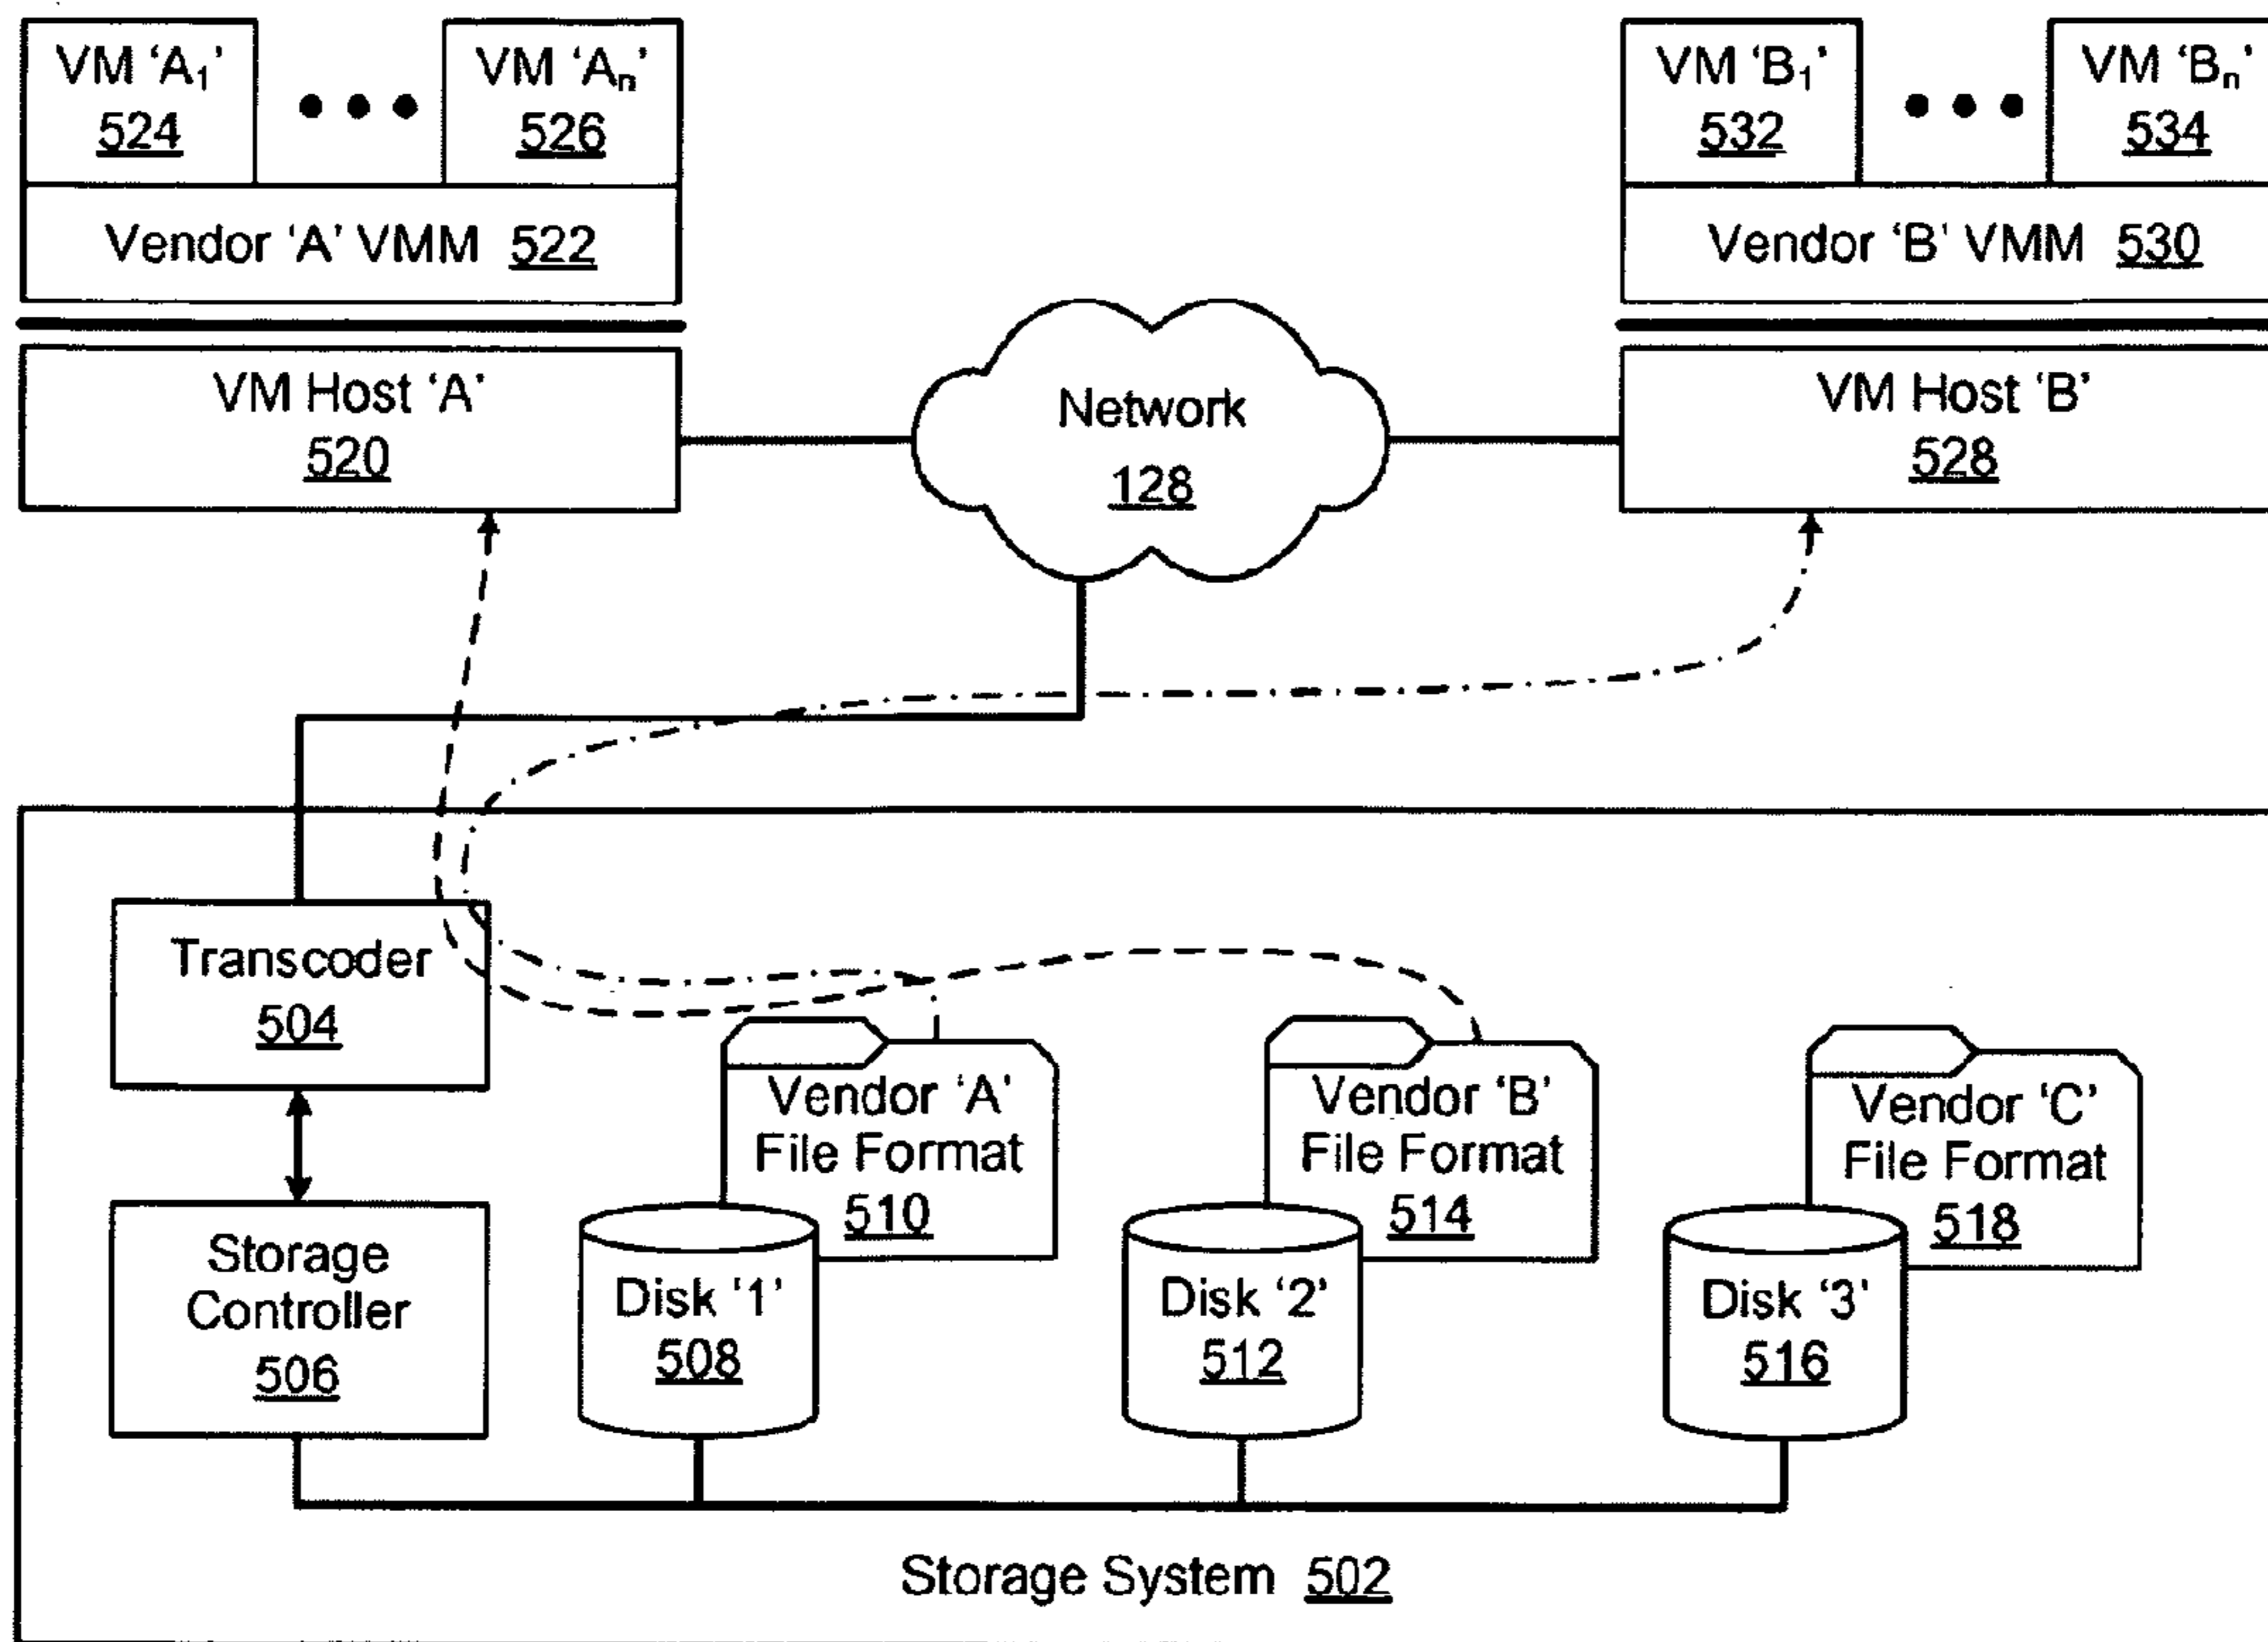 VM ‘A₁’
524
VM ‘Aₙ’
526
Vendor ‘A’ VMM 522
VM Host ‘A’
520
Network
128
VM ‘B₁’
532
VM ‘Bₙ’
534
Vendor ‘B’ VMM 530
VM Host ‘B’
528
Transcoder
504
Storage
Controller
506
Vendor ‘A’
File Format
510
Disk ‘1’
508
Vendor ‘B’
File Format
514
Disk ‘2’
512
Vendor ‘C’
File Format
518
Disk ‘3’
516
Storage System 502